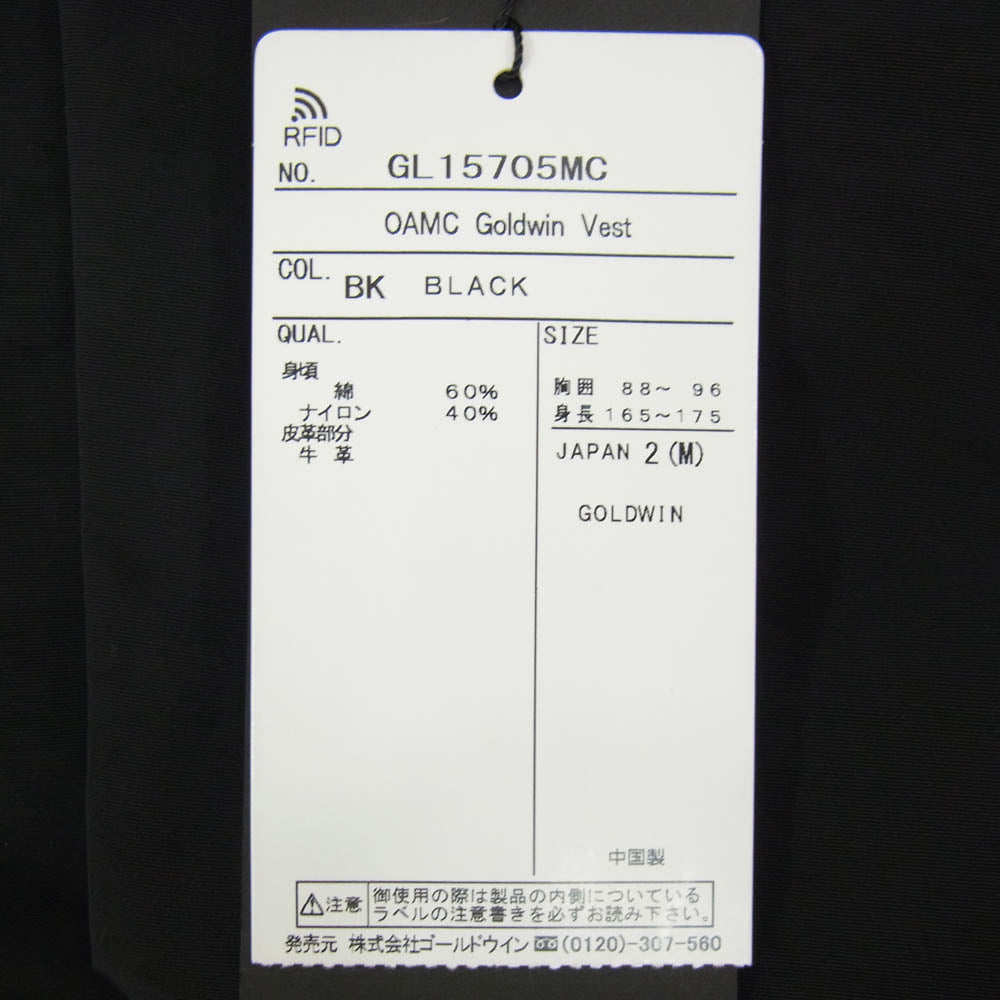 RFID
NO. GL15705MC
OAMC Goldwin Vest
COL. BK BLACK
QUAL.
身頃
綿 60%
ナイロン 40%
皮革部分
牛 革
SIZE
胸囲 88～ 96
身長 165～175
JAPAN 2 (M)
GOLDWIN
中国製
注意
御使用の際は製品の内側についている
ラベルの注意書きを必ずお読み下さい。
発売元 株式会社ゴールドウイン (0120)-307-560